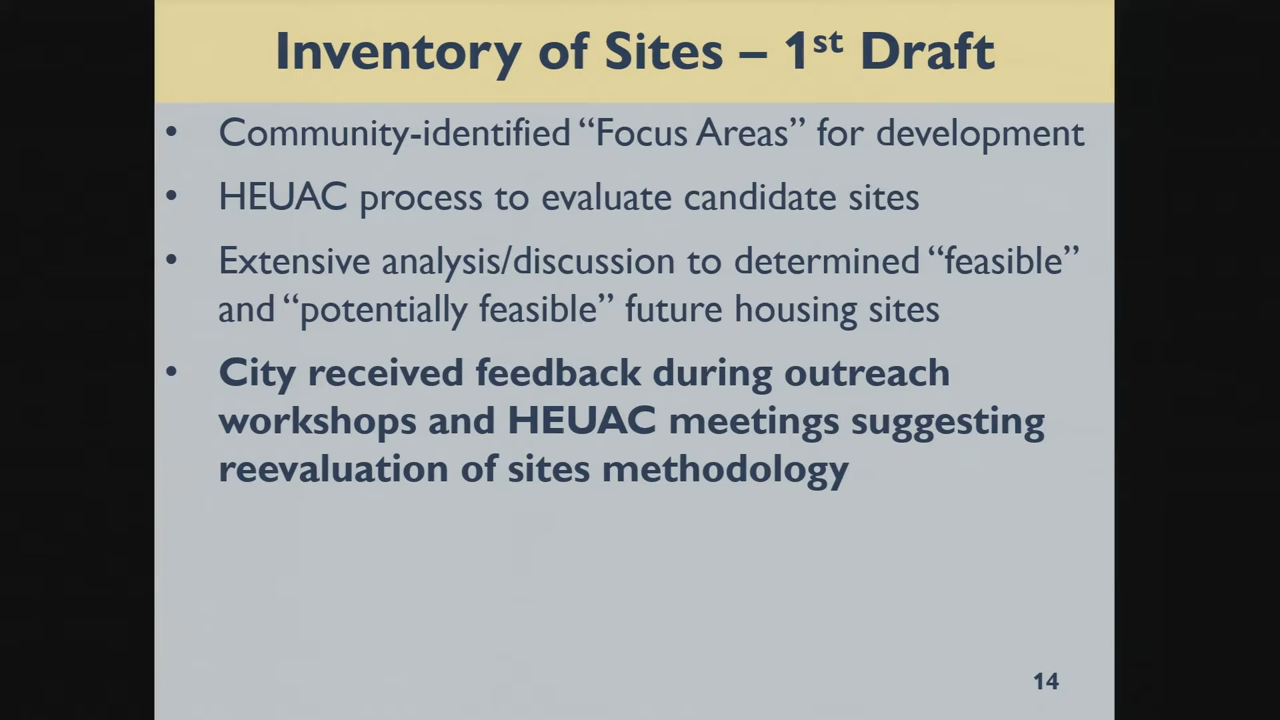 Inventory of Sites – 1st Draft
• Community-identified “Focus Areas” for development
• HEUAC process to evaluate candidate sites
• Extensive analysis/discussion to determined “feasible”
and “potentially feasible” future housing sites
• City received feedback during outreach
workshops and HEUAC meetings suggesting
reevaluation of sites methodology
14